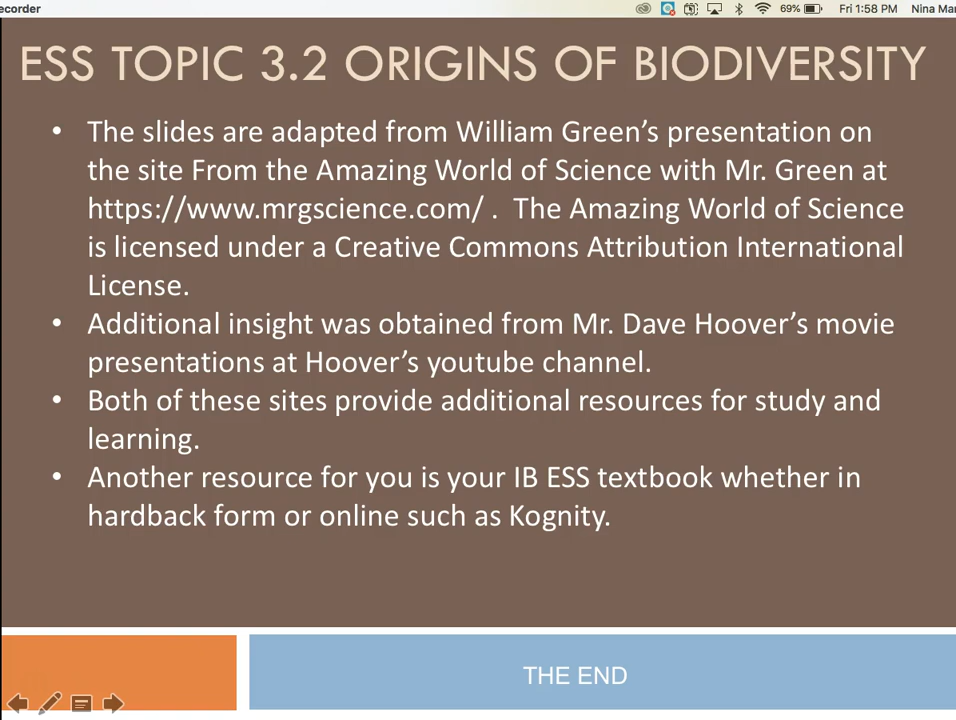 ecorder
69%
Fri 1:58 PM
Nina Mar
ESS TOPIC 3.2 ORIGINS OF BIODIVERSITY
• The slides are adapted from William Green’s presentation on
the site From the Amazing World of Science with Mr. Green at
https://www.mrgscience.com/ . The Amazing World of Science
is licensed under a Creative Commons Attribution International
License.
• Additional insight was obtained from Mr. Dave Hoover’s movie
presentations at Hoover’s youtube channel.
• Both of these sites provide additional resources for study and
learning.
• Another resource for you is your IB ESS textbook whether in
hardback form or online such as Kognity.
THE END